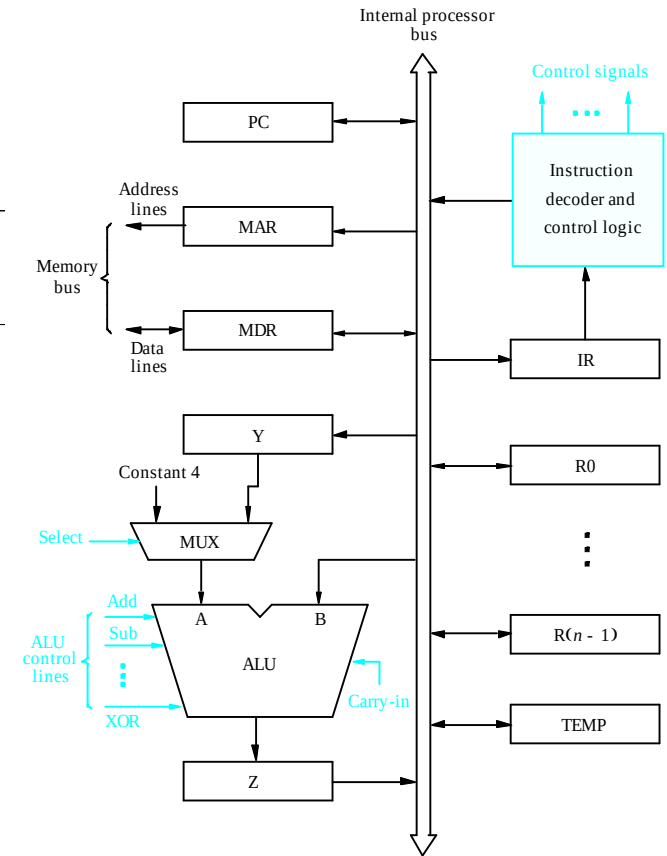 Internal processor
bus
Control signals
PC
Instruction
decoder and
control logic
Address
lines
MAR
Memory
bus
MDR
Data
lines
IR
Y
Constant 4
R0
Select
MUX
Add
A
B
Sub
ALU
control
lines
ALU
R(n - 1)
Carry-in
XOR
TEMP
Z